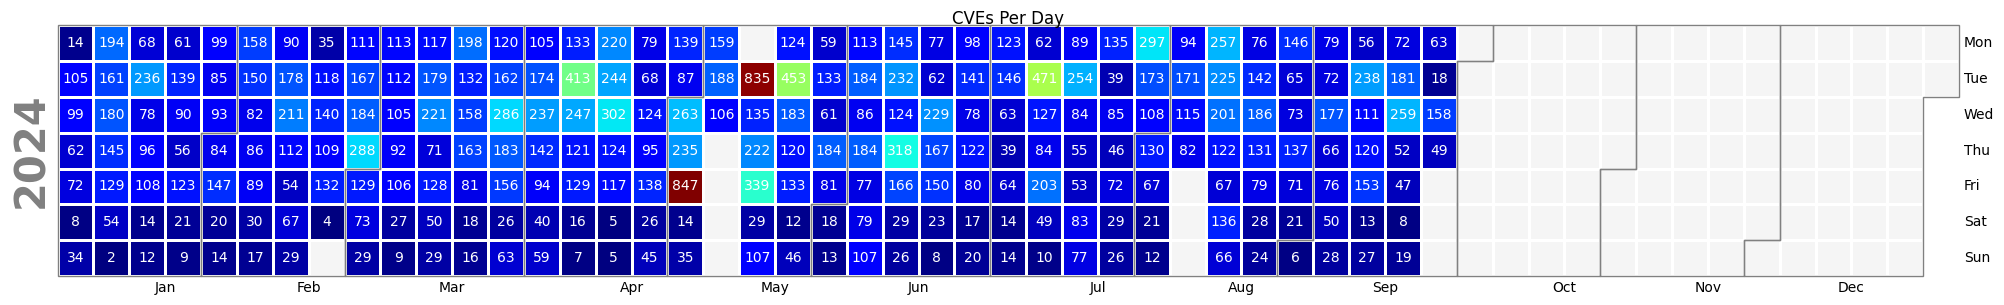 CVEs Per Day
2024
14 194 68 61 99 158 90 35 111 113 117 198 120 105 133 220 79 139 159 124 59 113 145 77 98 123 62 89 135 297 94 257 76 146 79 56 72 63 Mon
105 161 236 139 85 150 178 118 167 112 179 132 162 174 413 244 68 87 188 835 453 133 184 232 62 141 146 471 254 39 173 171 225 142 65 72 238 181 18 Tue
99 180 78 90 93 82 211 140 184 105 221 158 286 237 247 302 124 263 106 135 183 61 86 124 229 78 63 127 84 85 108 115 201 186 73 177 111 259 158 Wed
62 145 96 56 84 86 112 109 288 92 71 163 183 142 121 124 95 235 222 120 184 184 318 167 122 39 84 55 46 130 82 122 131 137 66 120 52 49 Thu
72 129 108 123 147 89 54 132 129 106 128 81 156 94 129 117 138 847 339 133 81 77 166 150 80 64 203 53 72 67 67 79 71 76 153 47 Fri
8 54 14 21 20 30 67 4 73 27 50 18 26 40 16 5 26 14 29 12 18 79 29 23 17 14 49 83 29 21 136 28 21 50 13 8 Sat
34 2 12 9 14 17 29 29 9 29 16 63 59 7 5 45 35 107 46 13 107 26 8 20 14 10 77 26 12 66 24 6 28 27 19 Sun
Jan Feb Mar Apr May Jun Jul Aug Sep Oct Nov Dec